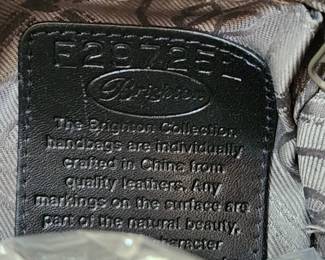 Brighton
The Brighton Collection,
handbags are individually
crafted in China from
quality leathers. Any
markings on the surface are
part of the natural beauty,
character